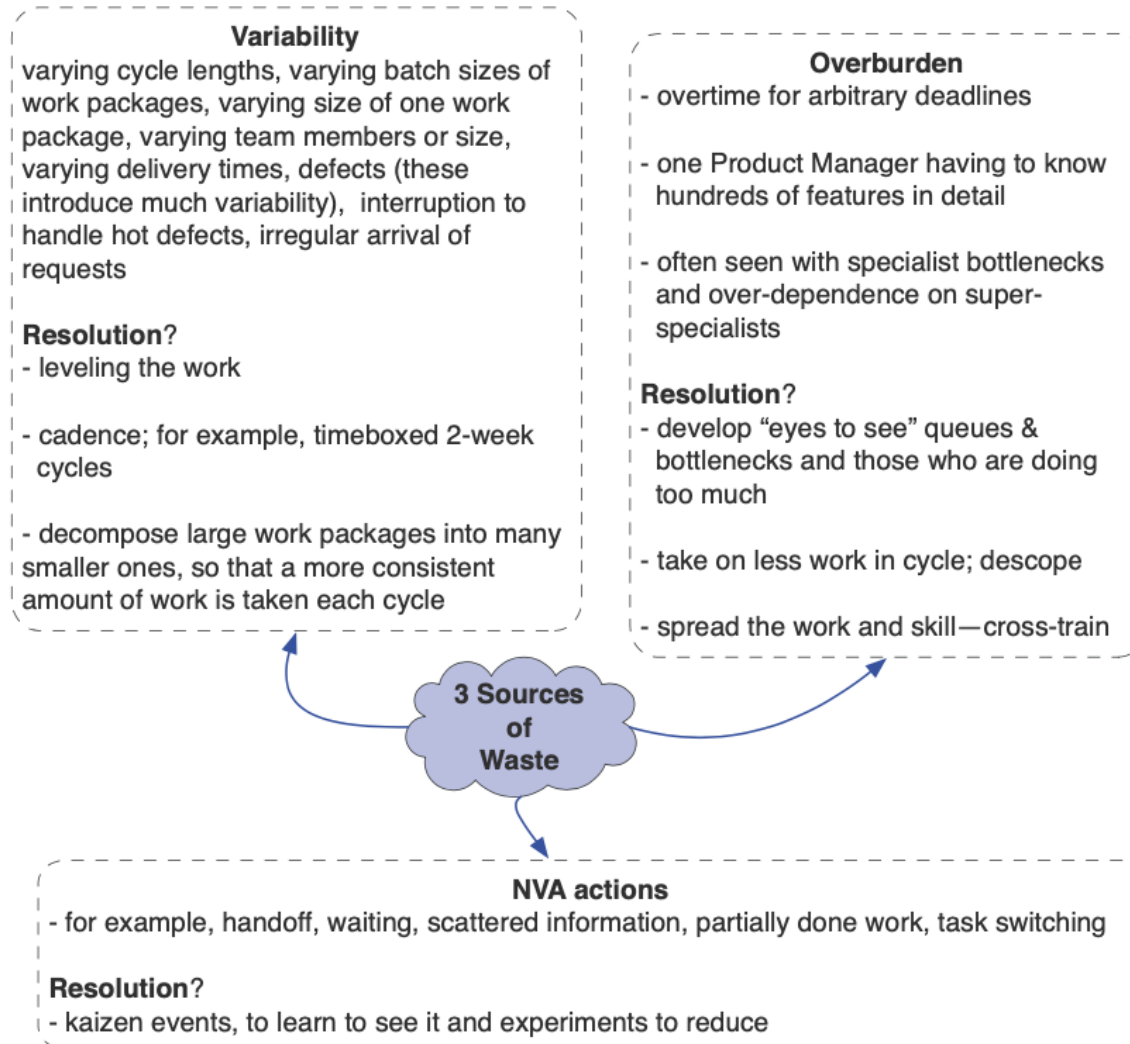 Variability
varying cycle lengths, varying batch sizes of
work packages, varying size of one work
package, varying team members or size,
varying delivery times, defects (these
introduce much variability),  interruption to
handle hot defects, irregular arrival of
requests
Resolution?
- leveling the work
- cadence; for example, timeboxed 2-week
cycles
- decompose large work packages into many
smaller ones, so that a more consistent
amount of work is taken each cycle
Overburden
- overtime for arbitrary deadlines
- one Product Manager having to know
hundreds of features in detail
- often seen with specialist bottlenecks
and over-dependence on super-
specialists
Resolution?
- develop “eyes to see” queues &
bottlenecks and those who are doing
too much
- take on less work in cycle; descope
- spread the work and skill—cross-train
3 Sources
of
Waste
NVA actions
- for example, handoff, waiting, scattered information, partially done work, task switching
Resolution?
- kaizen events, to learn to see it and experiments to reduce